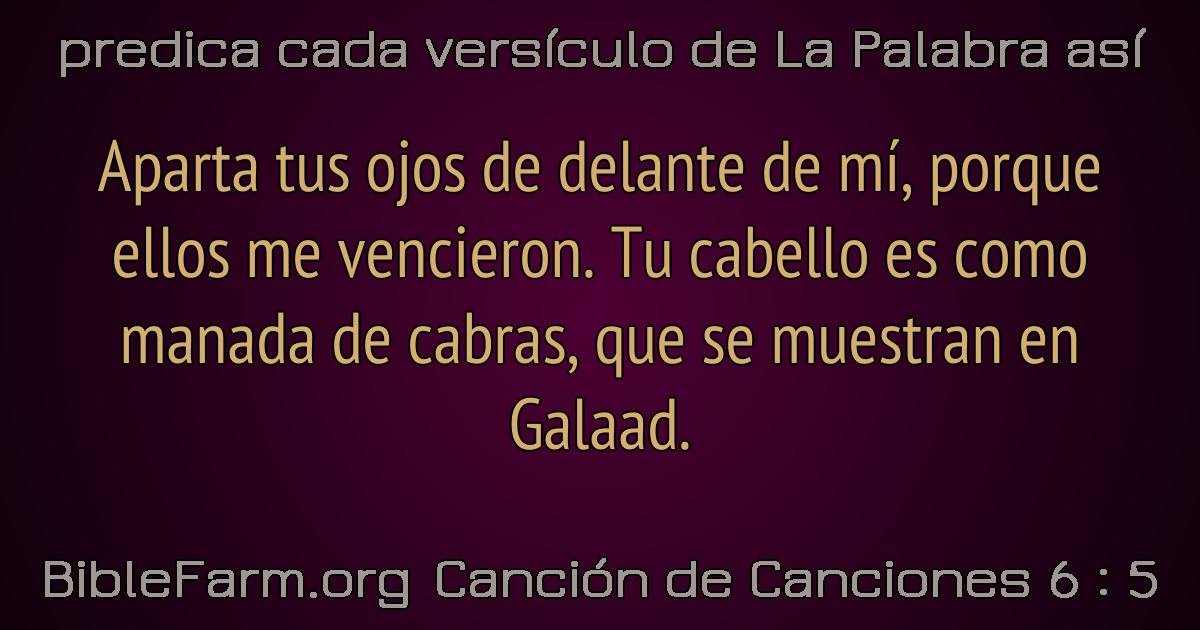 predica cada versículo de La Palabra así
Aparta tus ojos de delante de mí, porque
ellos me vencieron. Tu cabello es como
manada de cabras, que se muestran en
Galaad.
BibleFarm.org Canción de Canciones 6 : 5